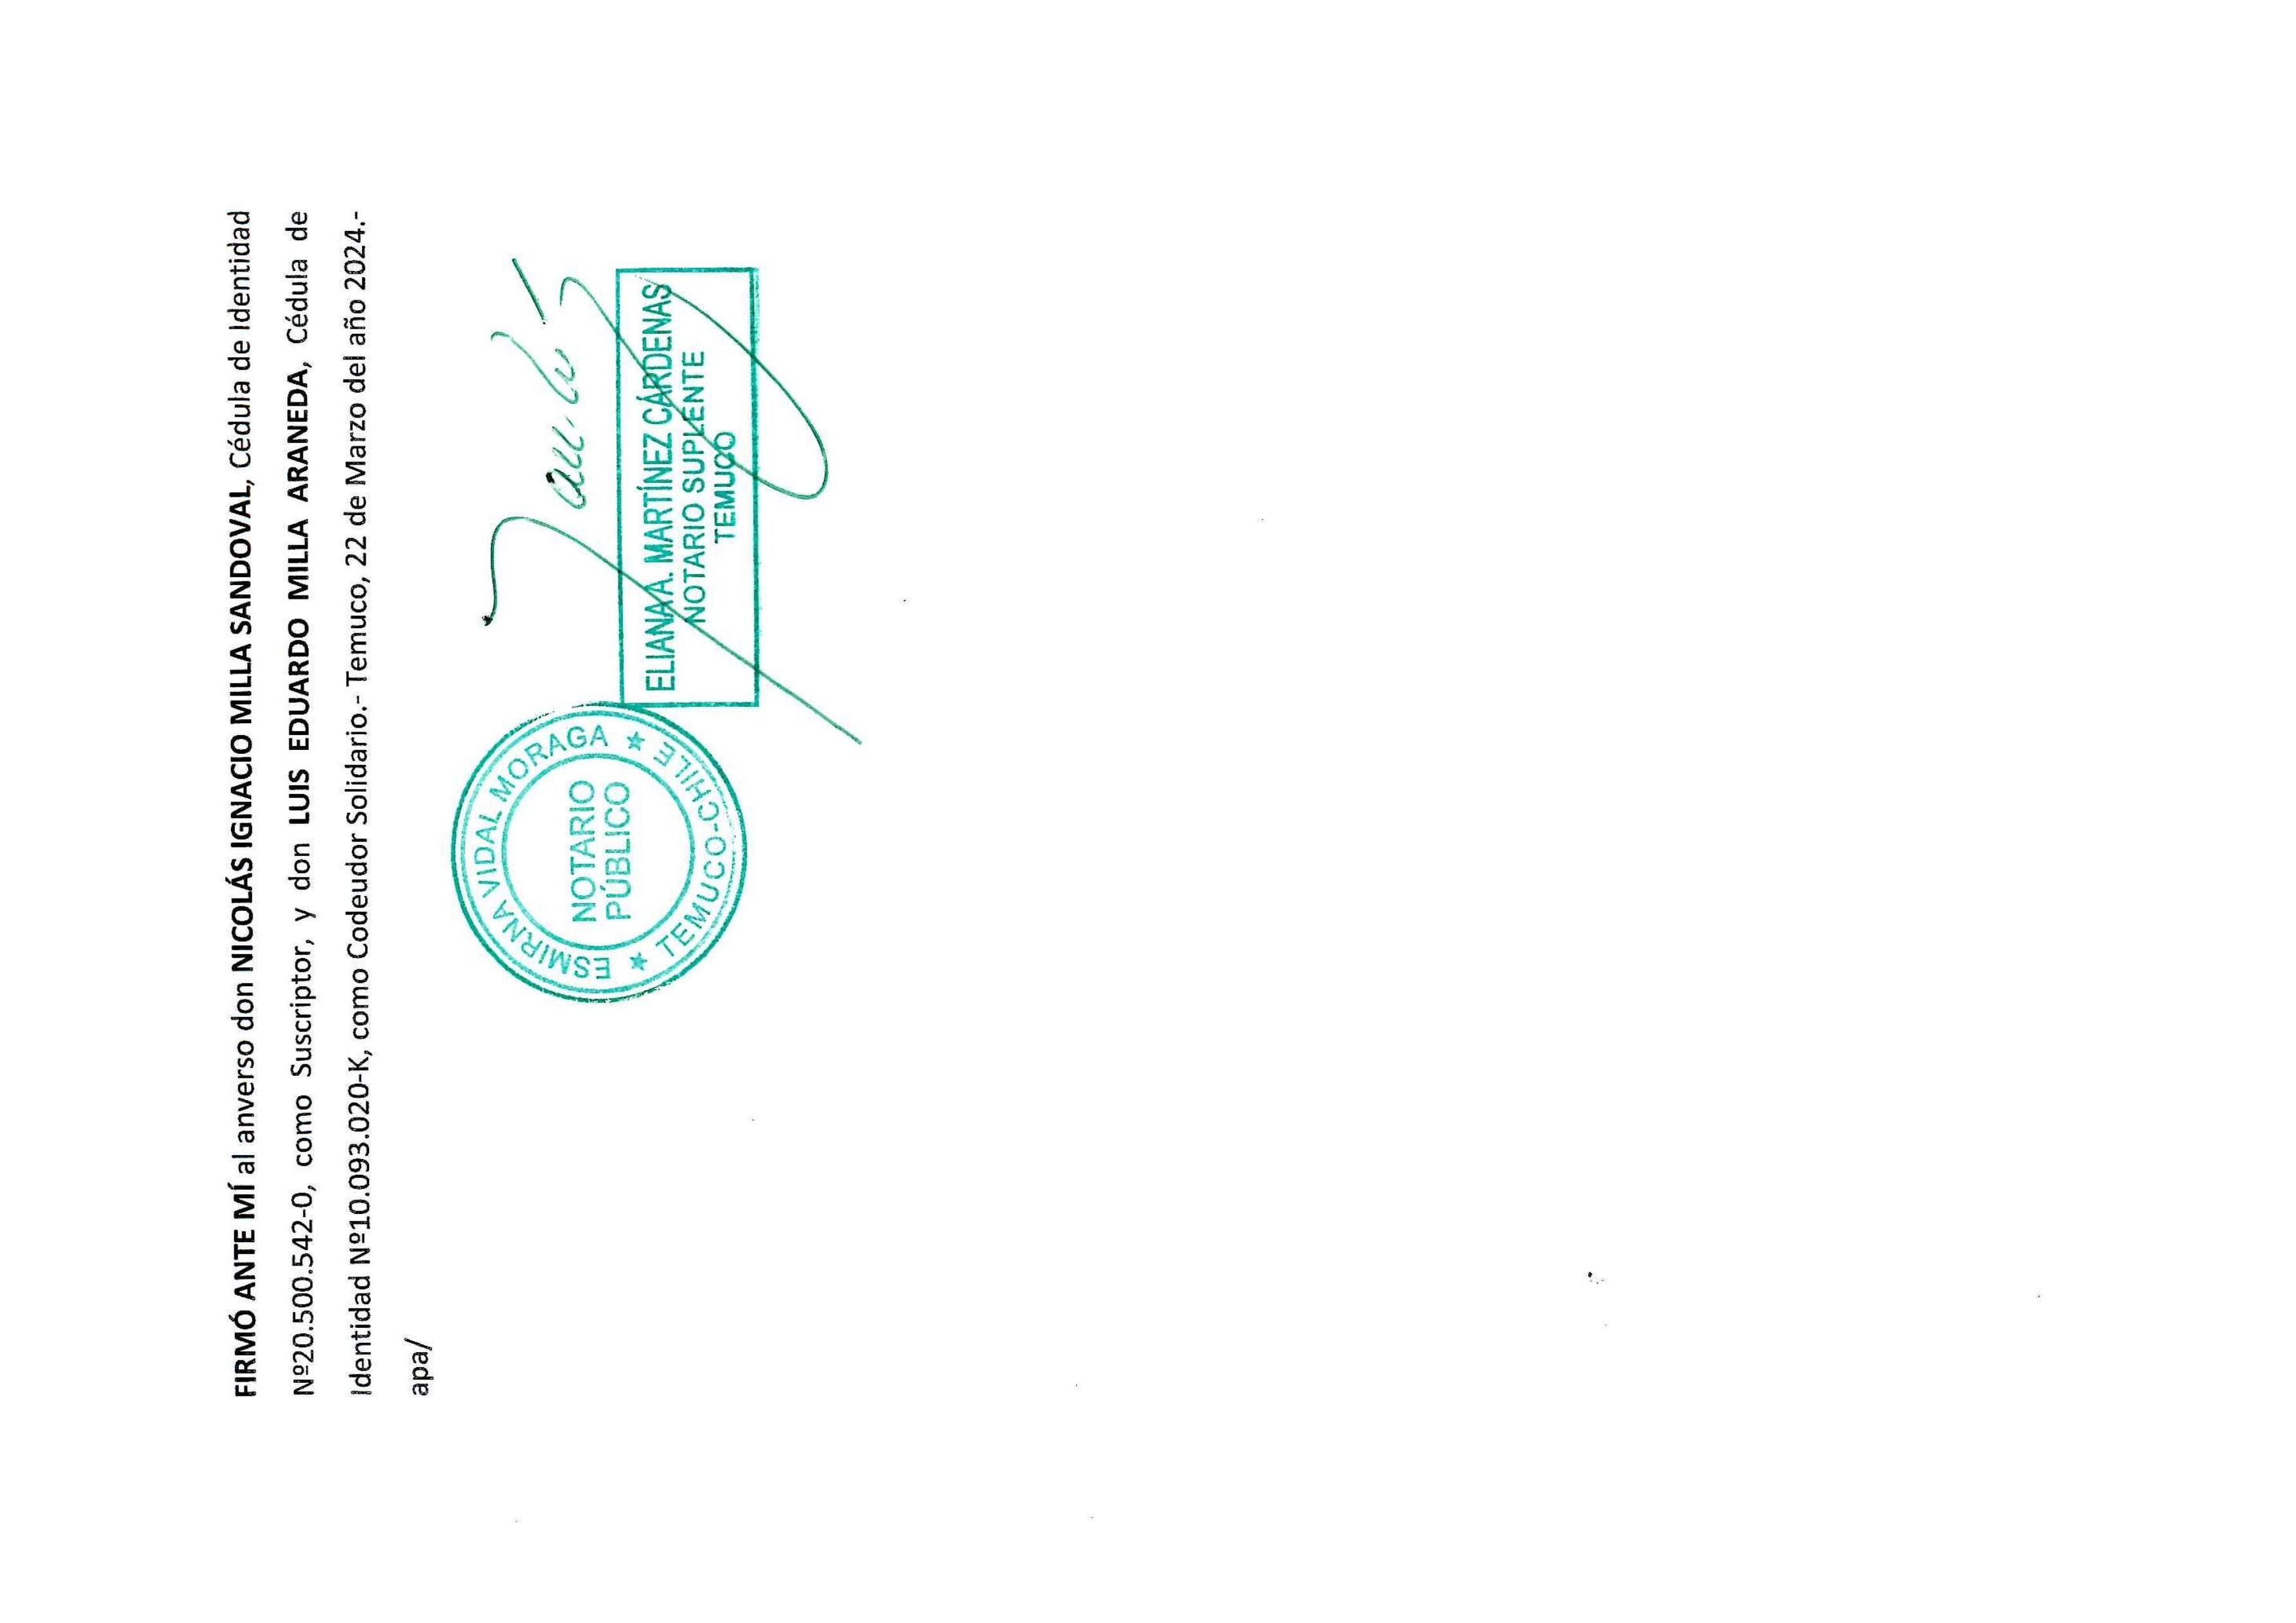 FIRMÓ ANTE MÍ al anverso don NICOLÁS IGNACIO MILLA SANDOVAL, Cédula de Identidad
Nº20.500.542-0, como Suscriptor, y don LUIS EDUARDO MILLA ARANEDA, Cédula de
Identidad Nº10.093.020-K, como Codeudor Solidario.- Temuco, 22 de Marzo del año 2024.-
apa/
ESMIRNA VIDAL MORAGA
NOTARIO
PÚBLICO
★ TEMUCO-CHILE ★
ELIANA A. MARTÍNEZ CÁRDENAS
NOTARIO SUPLENTE
TEMUCO